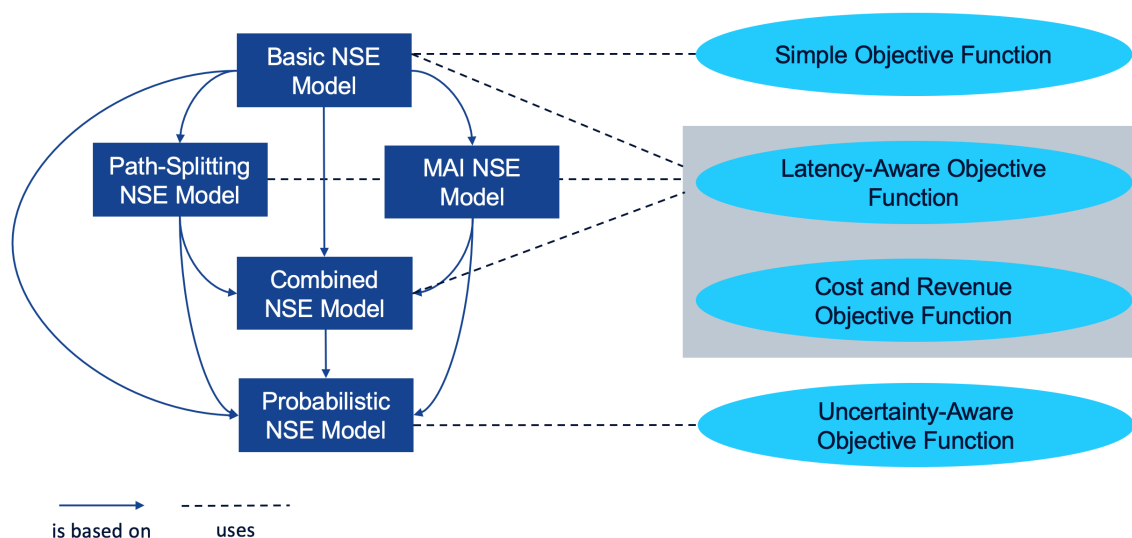 Basic NSE
Model
Simple Objective Function
Path-Splitting
NSE Model
MAI NSE
Model
Latency-Aware Objective
Function
Combined
NSE Model
Cost and Revenue
Objective Function
Probabilistic
NSE Model
Uncertainty-Aware
Objective Function
is based on
uses